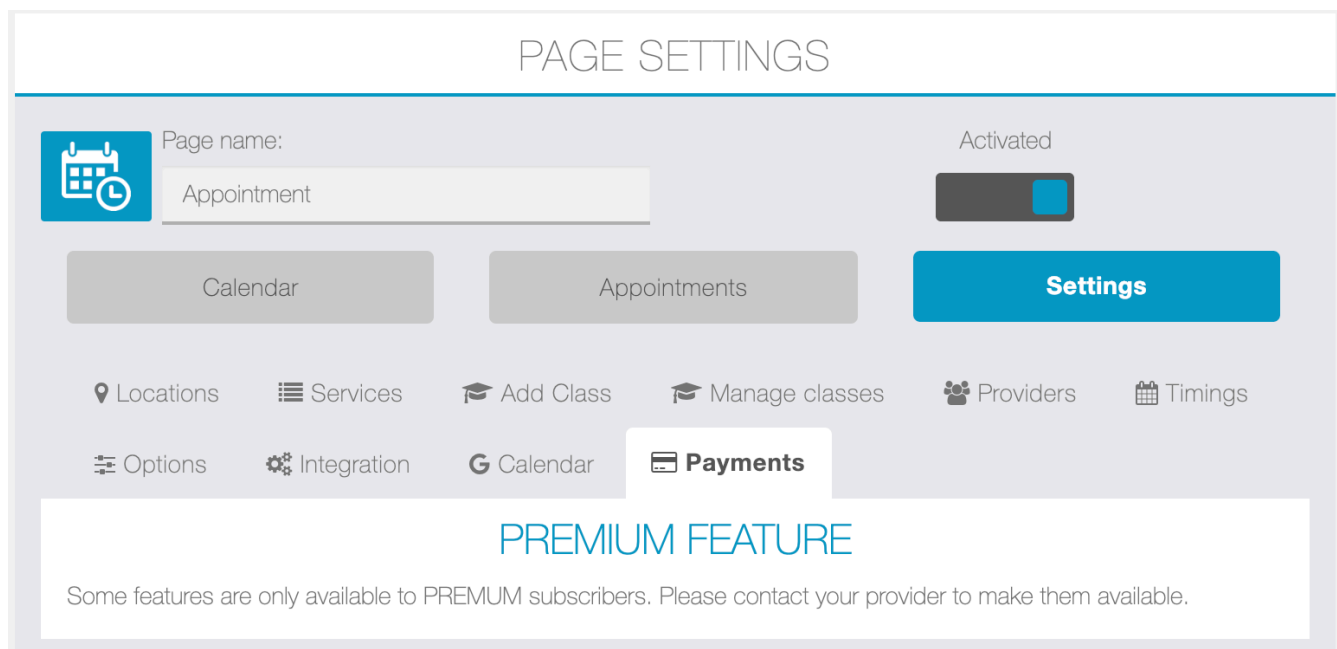 PAGE SETTINGS
Page name:
Activated
Appointment
Calendar
Appointments
Settings
Locations
Services
Add Class
Manage classes
Providers
Timings
Options
Integration
G Calendar
Payments
PREMIUM FEATURE
Some features are only available to PREMUM subscribers. Please contact your provider to make them available.